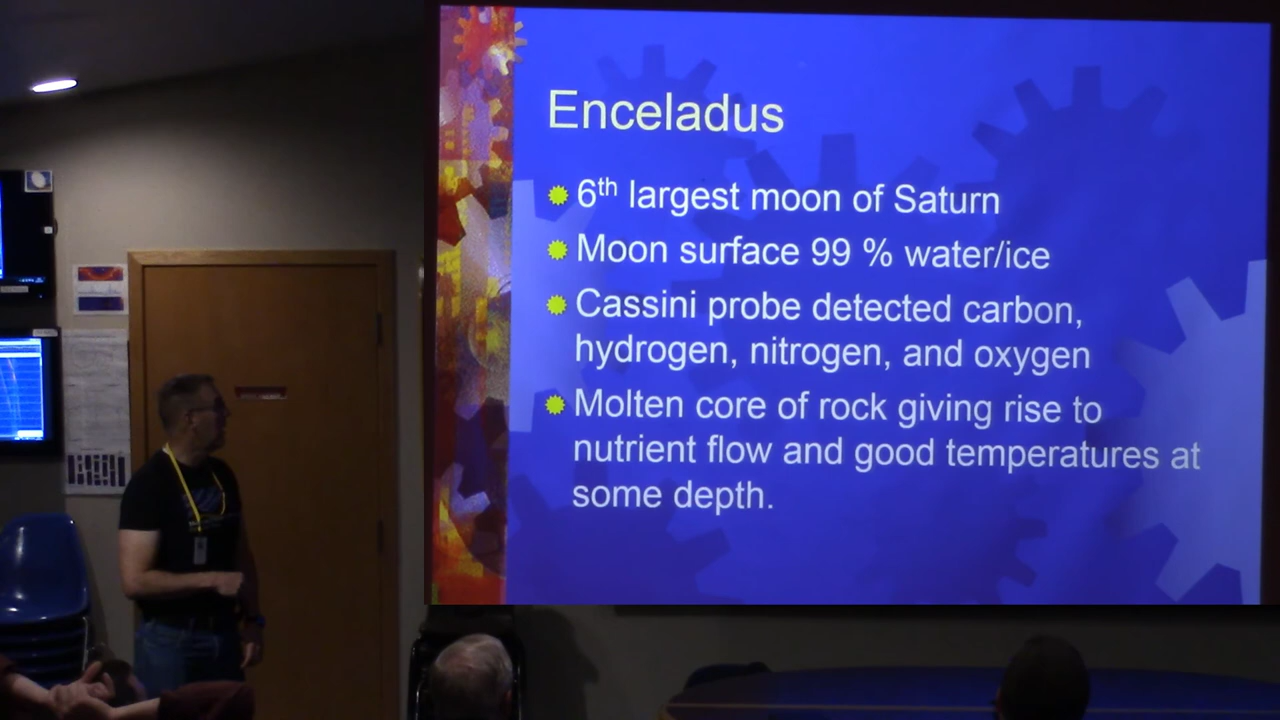 Enceladus
6th largest moon of Saturn
Moon surface 99 % water/ice
Cassini probe detected carbon,
hydrogen, nitrogen, and oxygen
Molten core of rock giving rise to
nutrient flow and good temperatures at
some depth.